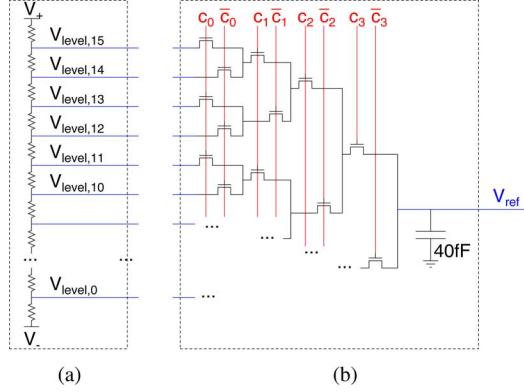 V+
c0 c̅0 c1 c̅1 c2 c̅2 c3 c̅3
Vlevel,15
Vlevel,14
Vlevel,13
Vlevel,12
Vlevel,11
Vlevel,10
Vref
...
...
40fF
...
...
...
...
Vlevel,0
...
V-
(a)
(b)